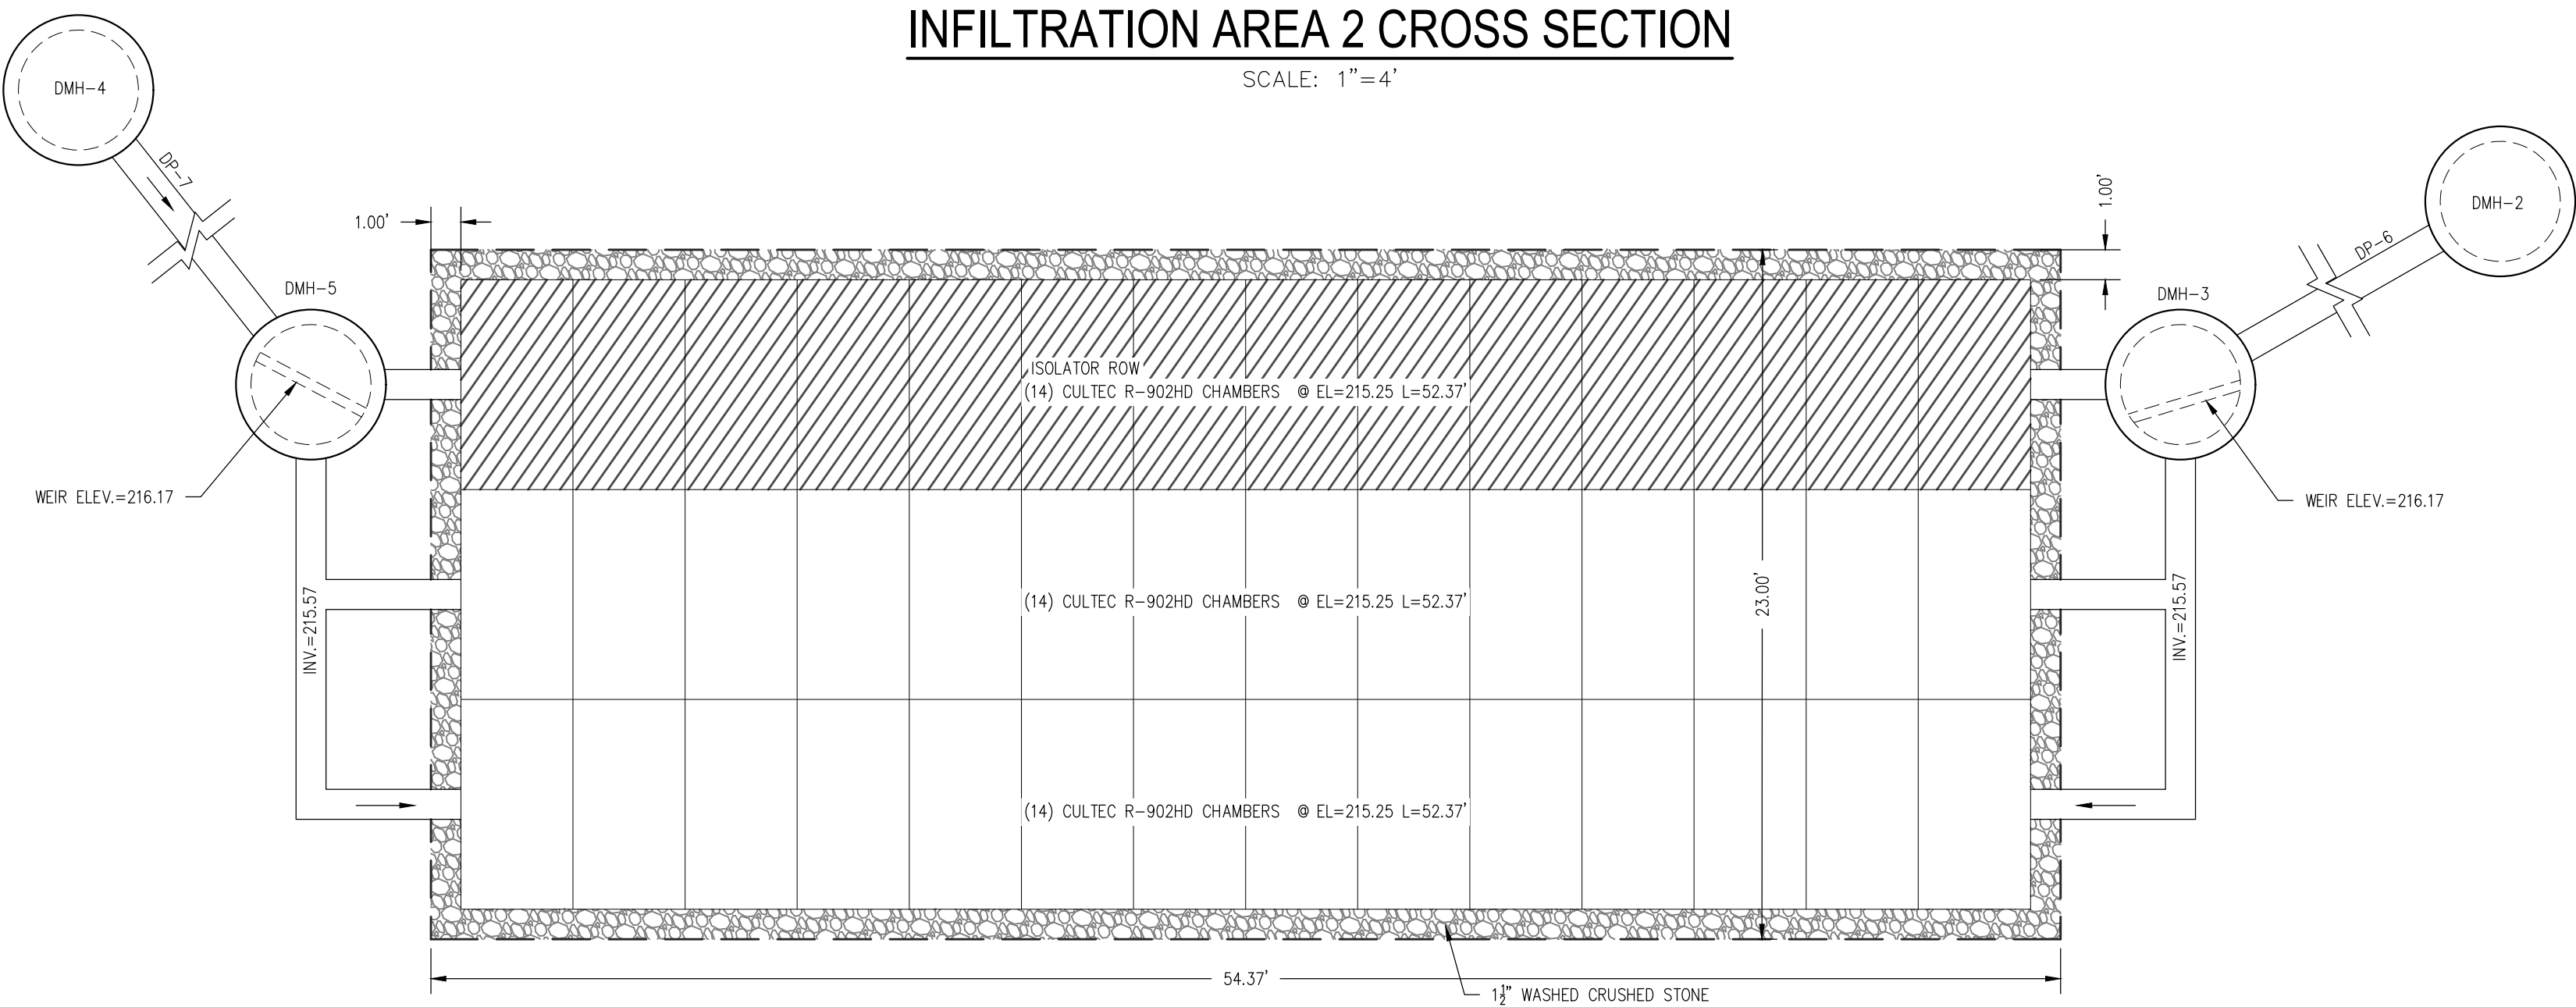 INFILTRATION AREA 2 CROSS SECTION
SCALE: 1"=4'
DMH-4
DP-7
DMH-2
DP-6
1.00'
1.00'
DMH-5
DMH-3
ISOLATOR ROW
(14) CULTEC R-902HD CHAMBERS @ EL=215.25 L=52.37'
WEIR ELEV.=216.17
WEIR ELEV.=216.17
INV.=215.57
(14) CULTEC R-902HD CHAMBERS @ EL=215.25 L=52.37'
23.00'
INV.=215.57
(14) CULTEC R-902HD CHAMBERS @ EL=215.25 L=52.37'
54.37'
1½" WASHED CRUSHED STONE